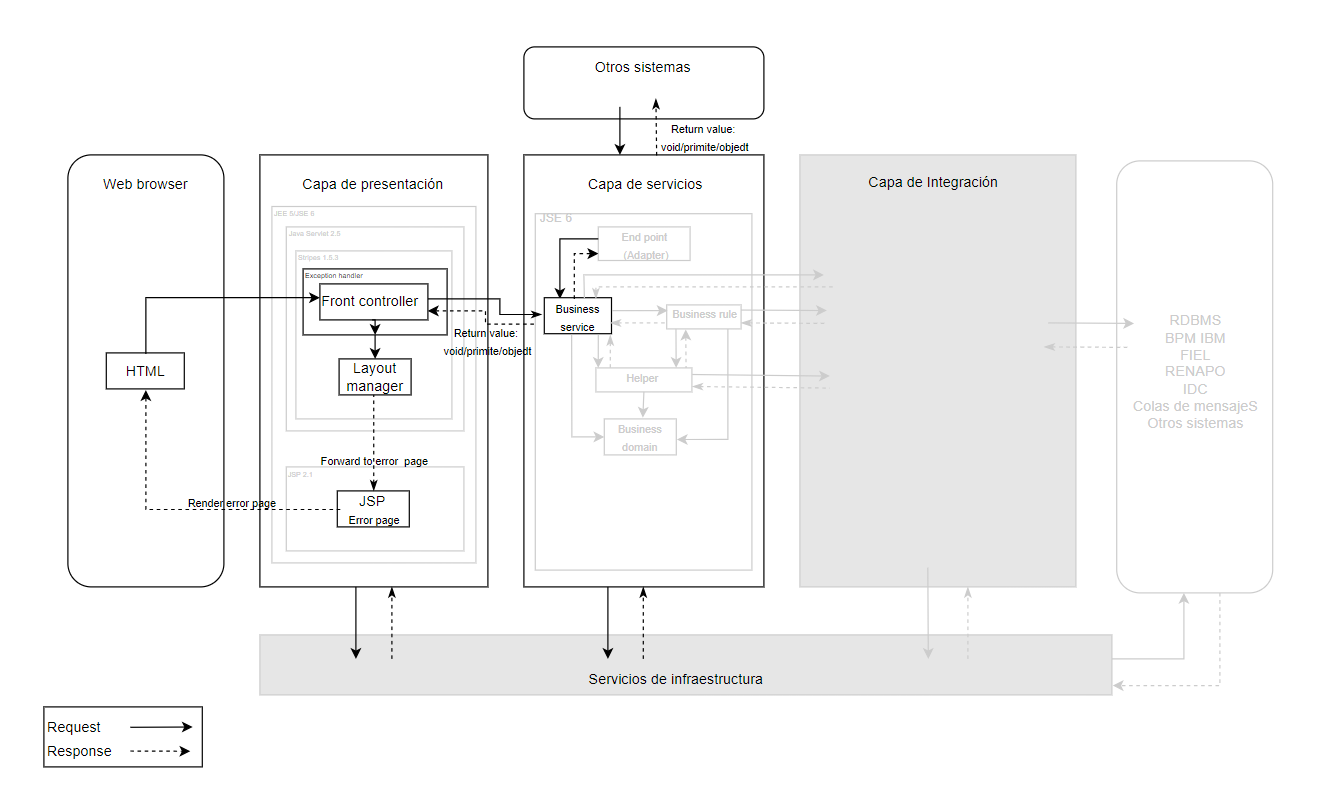 Otros sistemas
Return value:
void/primite/objedt
Web browser
HTML
Capa de presentación
JEE 5/JSE 6
Java Servlet 2.5
Stripes 1.5.3
Exception handler
Front controller
Layout
manager
Forward to error page
JSP 2.1
JSP
Error page
Render error page
Return value:
void/primite/objedt
Capa de servicios
JSE 6
End point
(Adapter)
Business
service
Business rule
Helper
Business
domain
Capa de Integración
RDBMS
BPM IBM
FIEL
RENAPO
IDC
Colas de mensajeS
Otros sistemas
Servicios de infraestructura
Request
Response